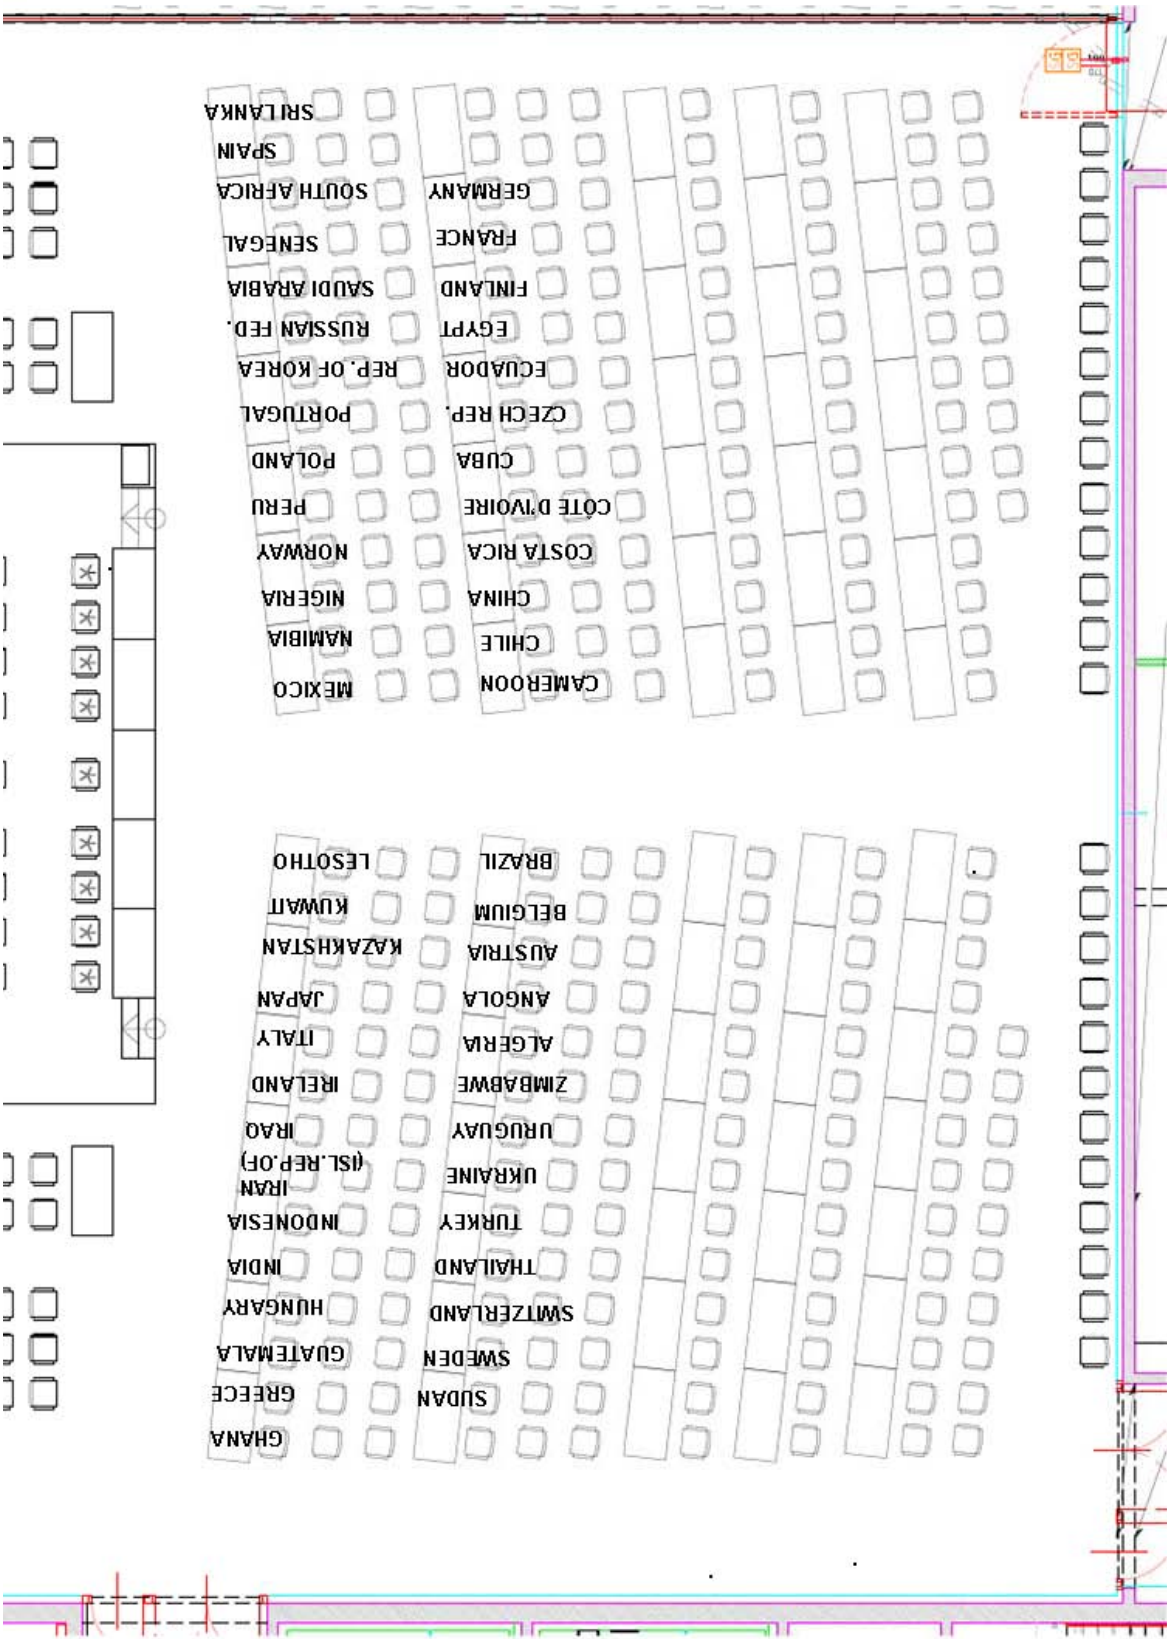 SUDAN
SWEDEN
SWITZERLAND
THAILAND
TURKEY
UKRAINE
URUGUAY
ZIMBABWE
ALGERIA
ANGOLA
AUSTRIA
BELGIUM
BRAZIL
CAMEROON
CHILE
CHINA
COSTA RICA
CÔTE D'IVOIRE
CUBA
CZECH REP.
ECUADOR
EGYPT
FINLAND
FRANCE
GERMANY
GHANA
GREECE
GUATEMALA
HUNGARY
INDIA
INDONESIA
IRAN
(ISL.REP.OF)
IRAQ
IRELAND
ITALY
JAPAN
KAZAKHSTAN
KUWAIT
LESOTHO
MEXICO
NAMIBIA
NIGERIA
NORWAY
PERU
POLAND
PORTUGAL
REP. OF KOREA
RUSSIAN FED.
SAUDI ARABIA
SENEGAL
SOUTH AFRICA
SPAIN
SRI LANKA